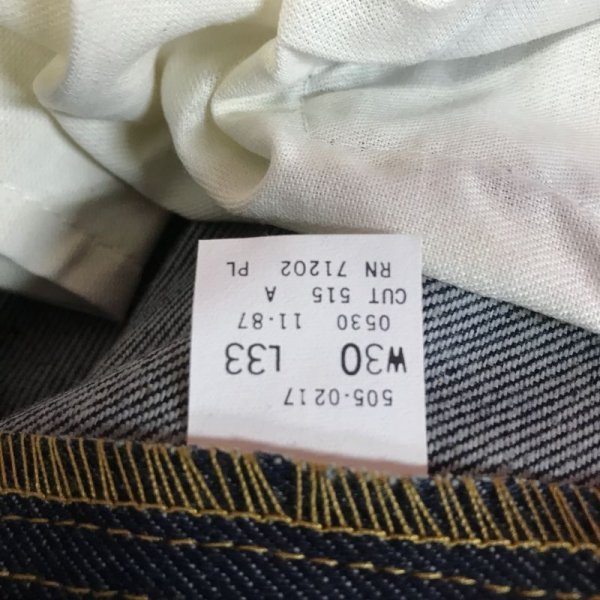 505-0217
W30 L33
0530 11-87
CUT 515 A
RN 71202 PL